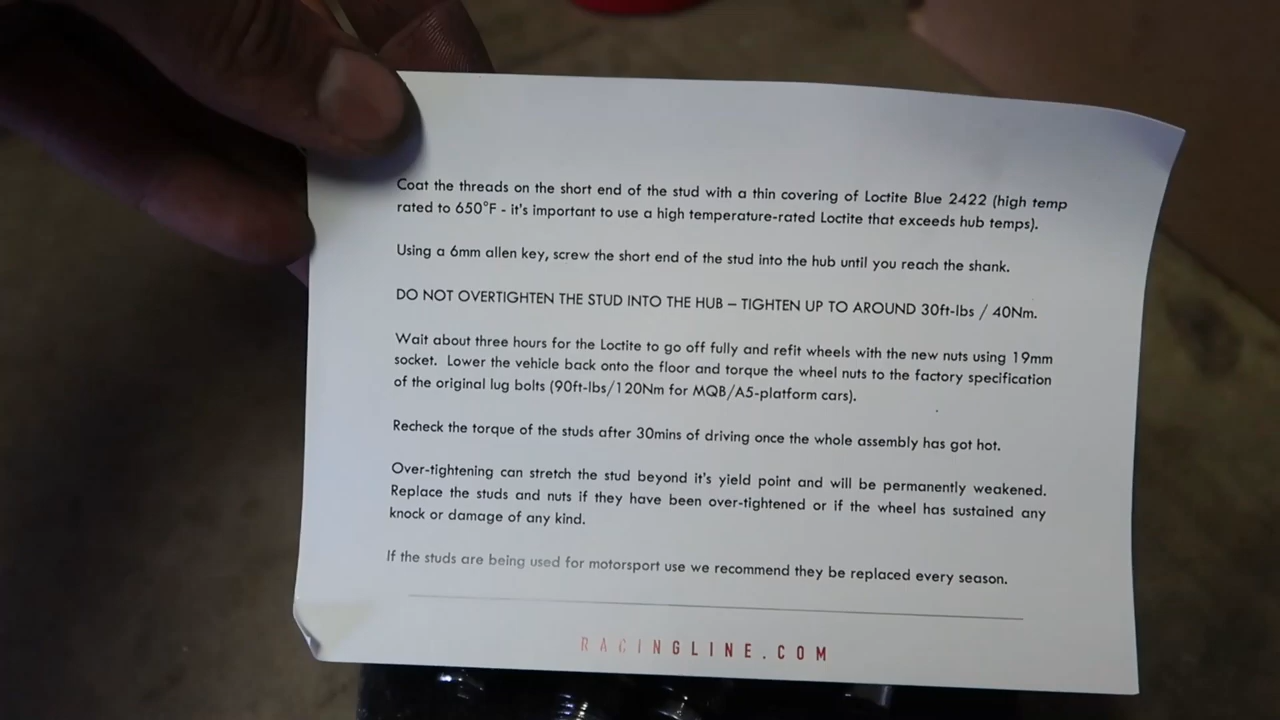 Coat the threads on the short end of the stud with a thin covering of Loctite Blue 2422 (high temp
rated to 650°F - it's important to use a high temperature-rated Loctite that exceeds hub temps).
Using a 6mm allen key, screw the short end of the stud into the hub until you reach the shank.
DO NOT OVERTIGHTEN THE STUD INTO THE HUB – TIGHTEN UP TO AROUND 30ft-lbs / 40Nm.
Wait about three hours for the Loctite to go off fully and refit wheels with the new nuts using 19mm
socket. Lower the vehicle back onto the floor and torque the wheel nuts to the factory specification
of the original lug bolts (90ft-lbs/120Nm for MQB/A5-platform cars).
Recheck the torque of the studs after 30mins of driving once the whole assembly has got hot.
Over-tightening can stretch the stud beyond it's yield point and will be permanently weakened.
Replace the studs and nuts if they have been over-tightened or if the wheel has sustained any
knock or damage of any kind.
If the studs are being used for motorsport use we recommend they be replaced every season.
RACINGLINE.COM